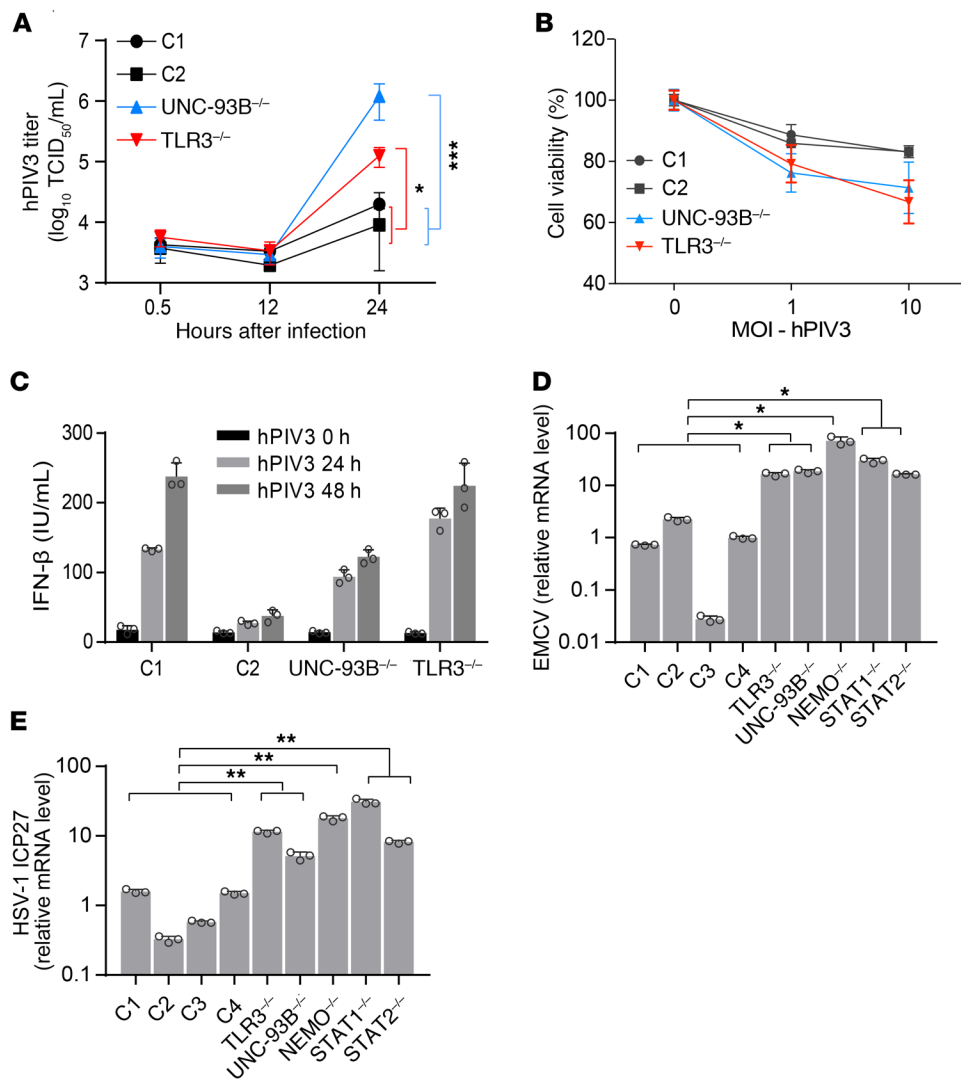 A
C1
C2
UNC-93B–/–
TLR3–/–
hPIV3 titer
(log10 TCID50/mL)
7
6
5
4
3
0.5
12
24
Hours after infection
*
***
B
Cell viability (%)
120
100
80
60
40
C1
C2
UNC-93B–/–
TLR3–/–
0
1
10
MOI - hPIV3
C
IFN-β (IU/mL)
300
200
100
0
hPIV3 0 h
hPIV3 24 h
hPIV3 48 h
C1
C2
UNC-93B–/–
TLR3–/–
D
EMCV (relative mRNA level)
100
10
1
0.1
0.01
*
*
*
C1
C2
C3
C4
TLR3–/–
UNC-93B–/–
NEMO–/–
STAT1–/–
STAT2–/–
E
HSV-1 ICP27
(relative mRNA level)
100
10
1
0.1
**
**
**
C1
C2
C3
C4
TLR3–/–
UNC-93B–/–
NEMO–/–
STAT1–/–
STAT2–/–